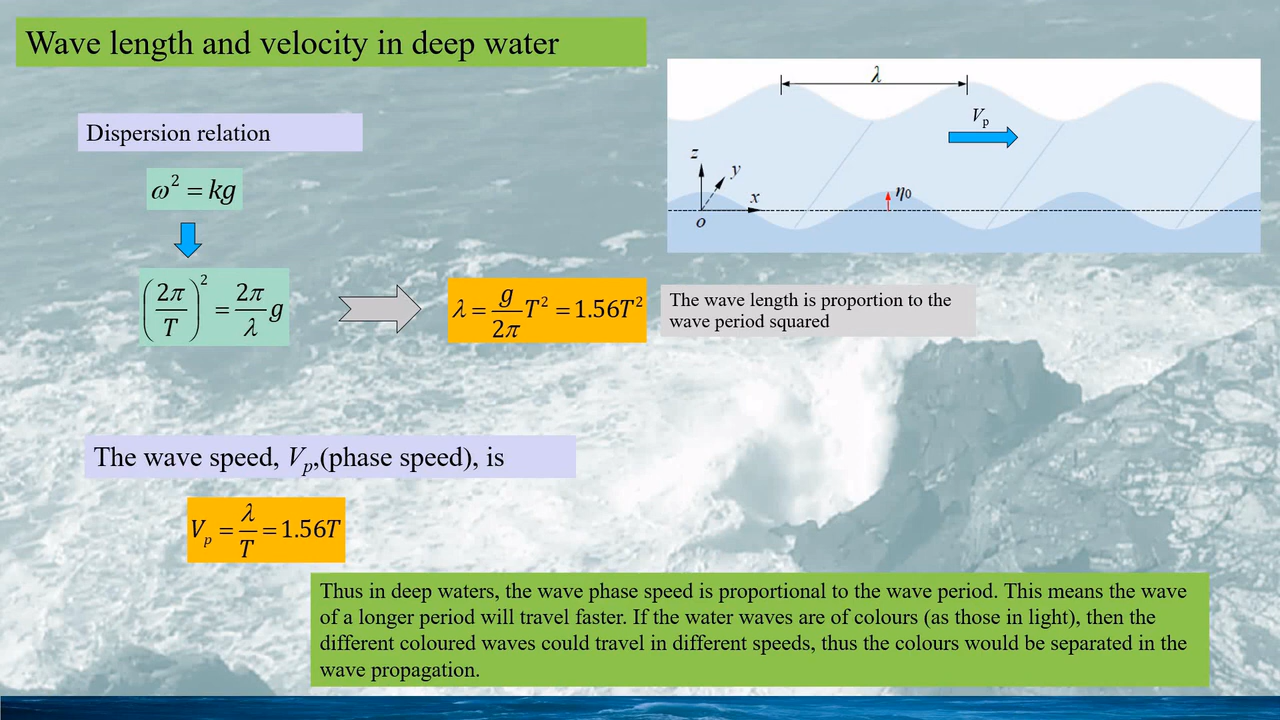 Wave length and velocity in deep water
Dispersion relation
ω² = kg
(2π/T)² = 2π/λ g
λ = g/2π T² = 1.56T²
The wave length is proportion to the
wave period squared
λ
Vₚ
z
y
x
o
η₀
The wave speed, Vₚ,(phase speed), is
Vₚ = λ/T = 1.56T
Thus in deep waters, the wave phase speed is proportional to the wave period. This means the wave
of a longer period will travel faster. If the water waves are of colours (as those in light), then the
different coloured waves could travel in different speeds, thus the colours would be separated in the
wave propagation.